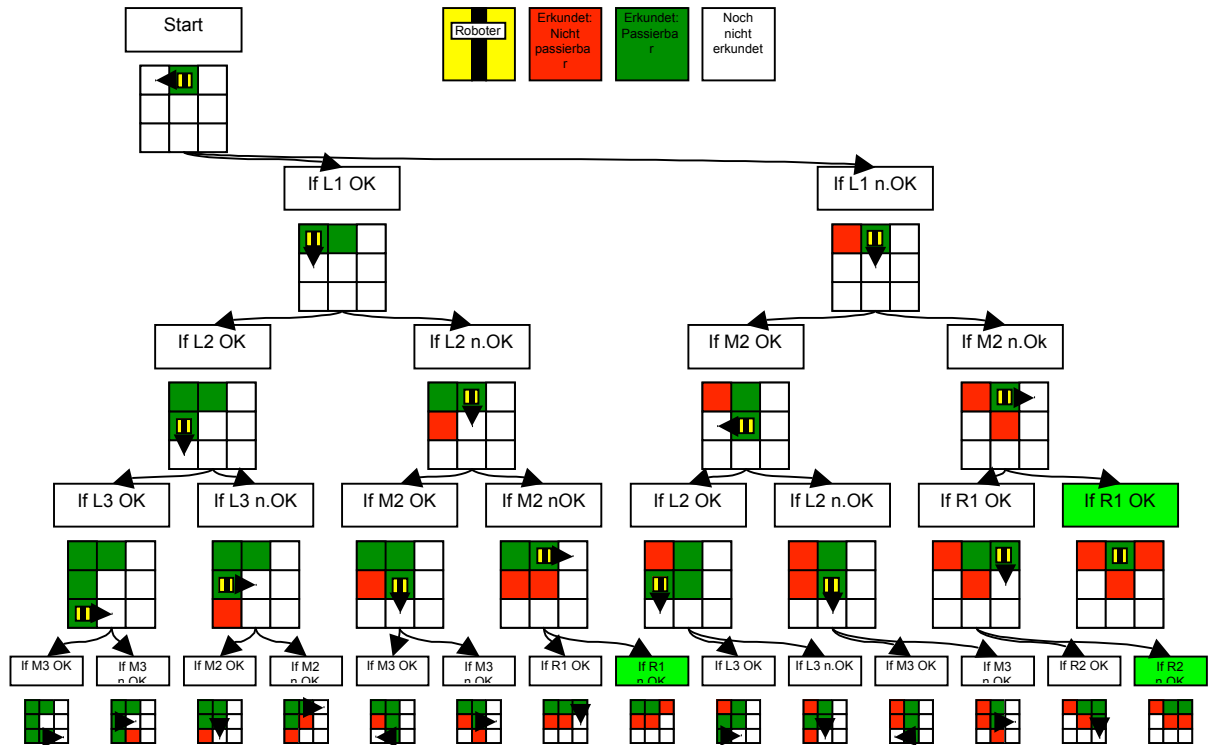 Start
Roboter
Erkundet:
Nicht
passierba
r
Erkundet:
Passierba
r
Noch
nicht
erkundet
If L1 OK
If L1 n.OK
If L2 OK
If L2 n.OK
If M2 OK
If M2 n.Ok
If L3 OK
If L3 n.OK
If M2 OK
If M2 nOK
If L2 OK
If L2 n.OK
If R1 OK
If R1 OK
If M3 OK
If M3
n.OK
If M2 OK
If M2
n.OK
If M3 OK
If M3
n.OK
If R1 OK
If R1
n.OK
If L3 OK
If L3 n.OK
If M3 OK
If M3
n.OK
If R2 OK
If R2
n.OK